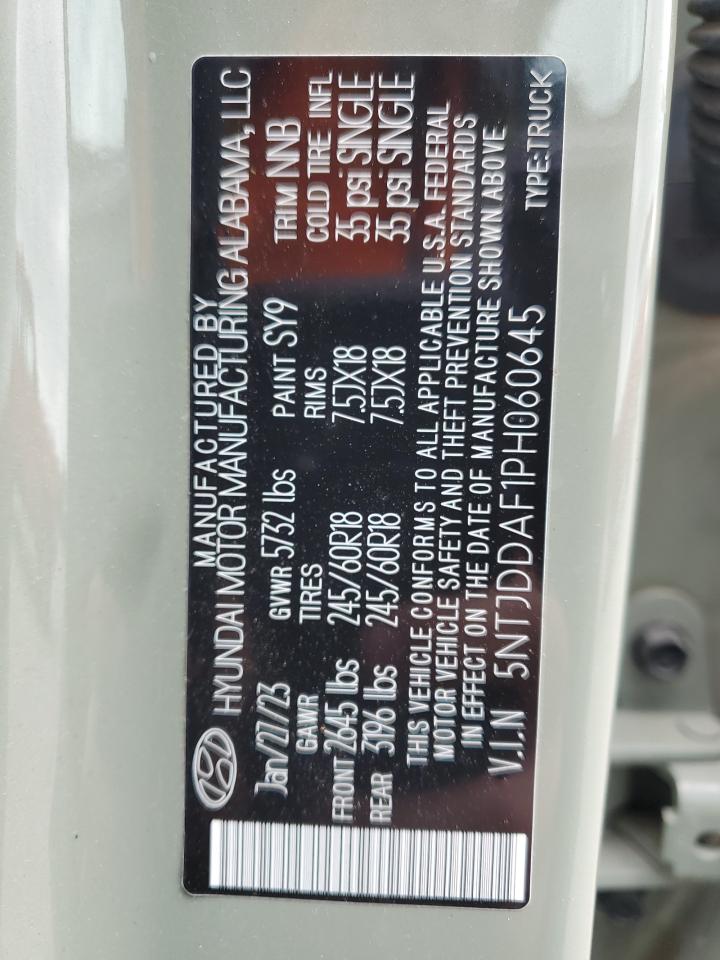 MANUFACTURED BY
HYUNDAI MOTOR MANUFACTURING ALABAMA, LLC
Jan/27/23 GVWR 5732 lbs PAINT SY9 TRIM NNB
GAWR TIRES RIMS COLD TIRE INFL
FRONT 2645 lbs 245/60R18 7.5JX18 35 psi SINGLE
REAR 3196 lbs 245/60R18 7.5JX18 35 psi SINGLE
THIS VEHICLE CONFORMS TO ALL APPLICABLE U.S.A. FEDERAL
MOTOR VEHICLE SAFETY AND THEFT PREVENTION STANDARDS
IN EFFECT ON THE DATE OF MANUFACTURE SHOWN ABOVE
V.I.N 5NTJDDAF1PH060645 TYPE:TRUCK